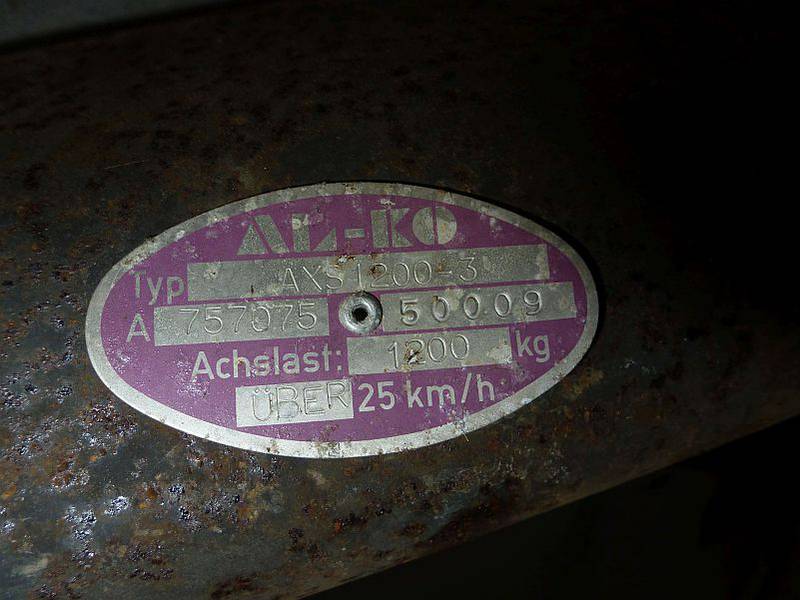 AL-KO
Typ AXS1200-3
A 757075 50009
Achslast: 1200 kg
ÜBER 25 km/h